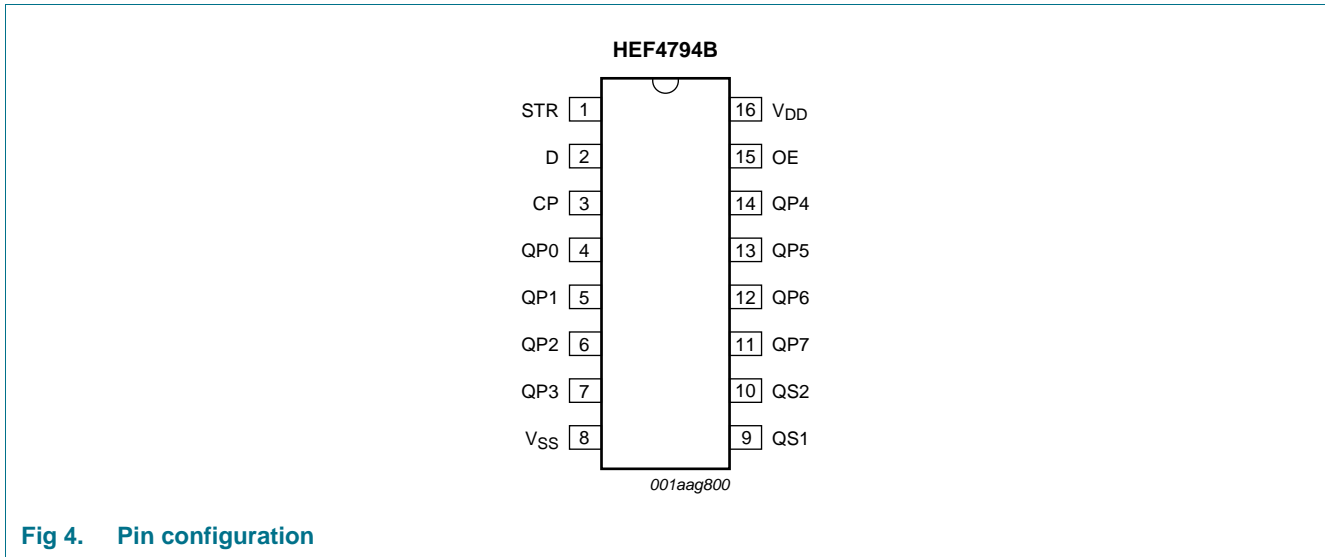 HEF4794B
STR 1 16 VDD
D 2 15 OE
CP 3 14 QP4
QP0 4 13 QP5
QP1 5 12 QP6
QP2 6 11 QP7
QP3 7 10 QS2
VSS 8 9 QS1
001aag800
Fig 4. Pin configuration